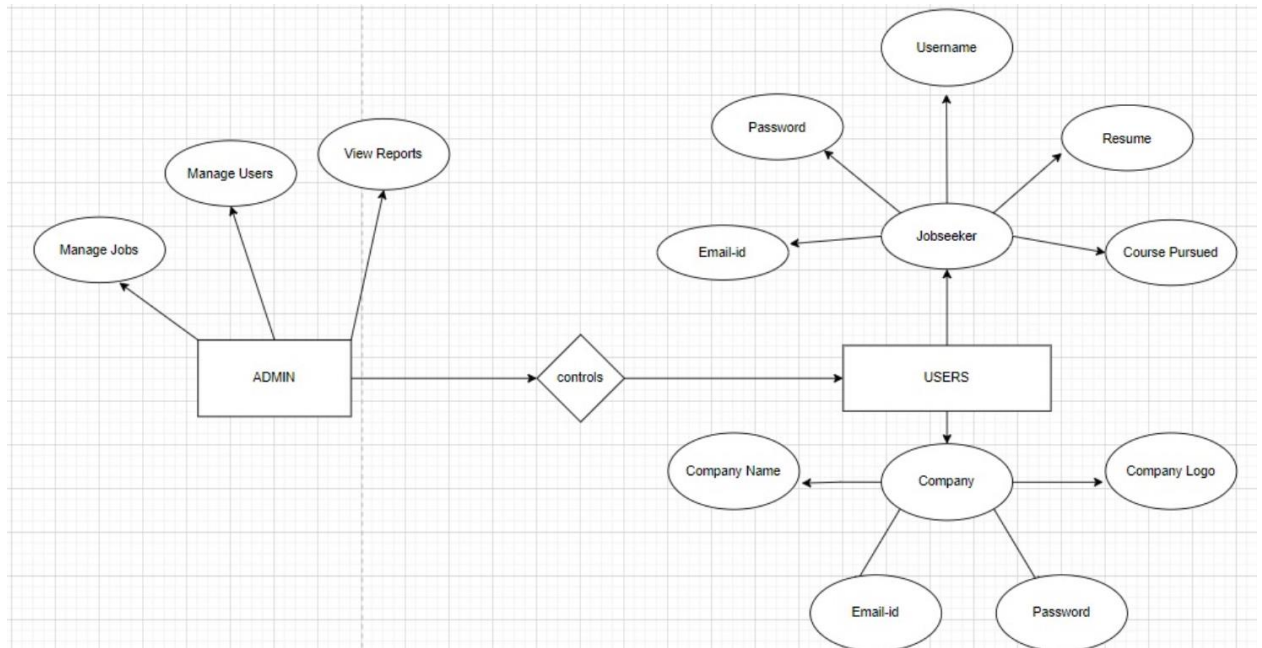 Username
Password
Resume
View Reports
Manage Users
Manage Jobs
Jobseeker
Email-id
Course Pursued
ADMIN
controls
USERS
Company Name
Company
Company Logo
Email-id
Password